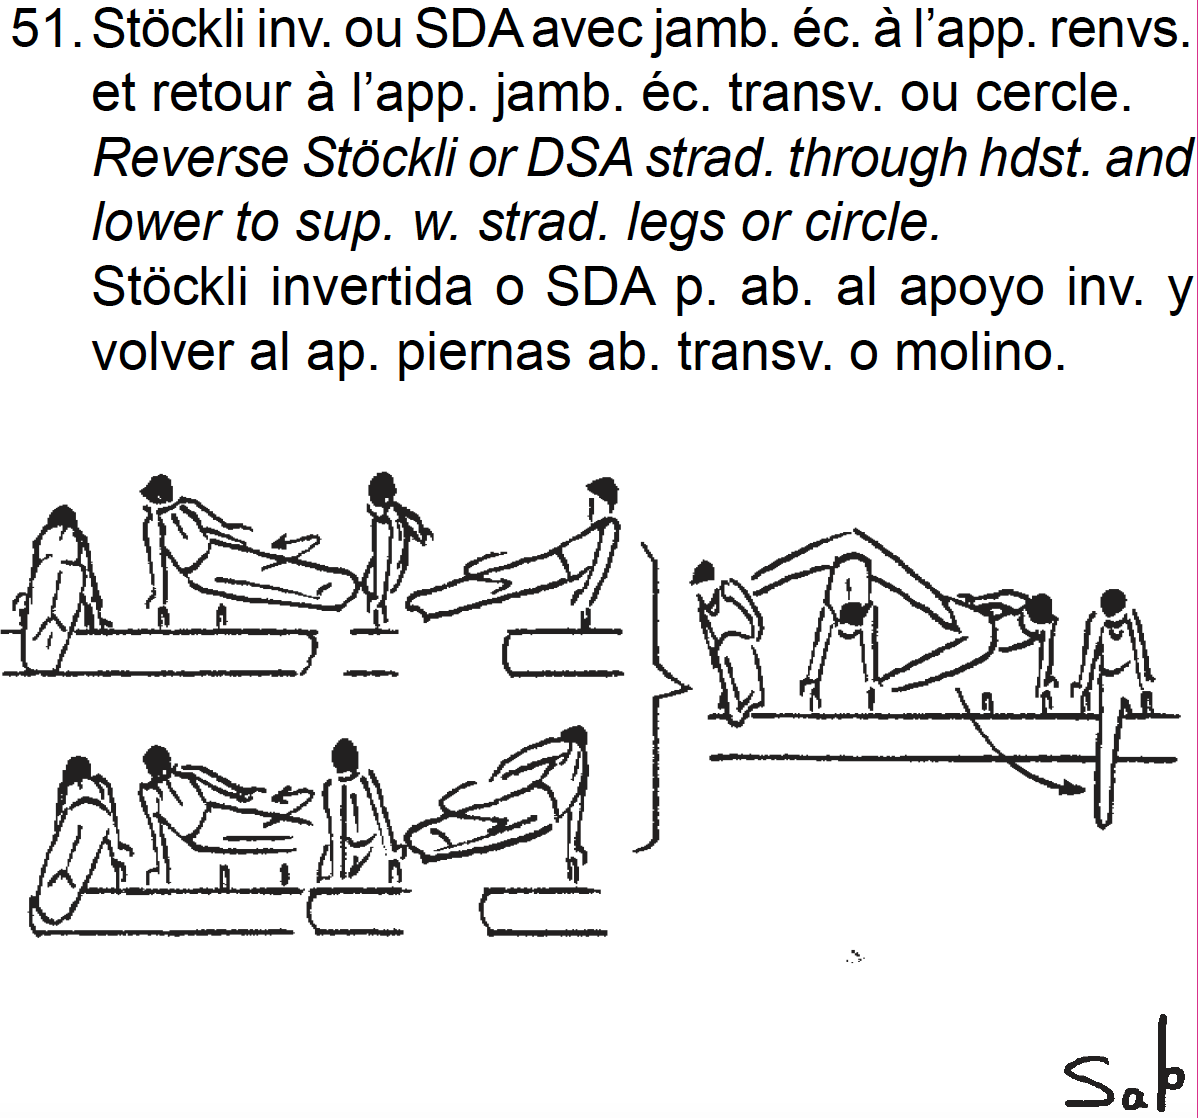 51. Stöckli inv. ou SDA avec jamb. éc. à l’app. renvs.
et retour à l’app. jamb. éc. transv. ou cercle.
Reverse Stöckli or DSA strad. through hdst. and
lower to sup. w. strad. legs or circle.
Stöckli invertida o SDA p. ab. al apoyo inv. y
volver al ap. piernas ab. transv. o molino.
Sap